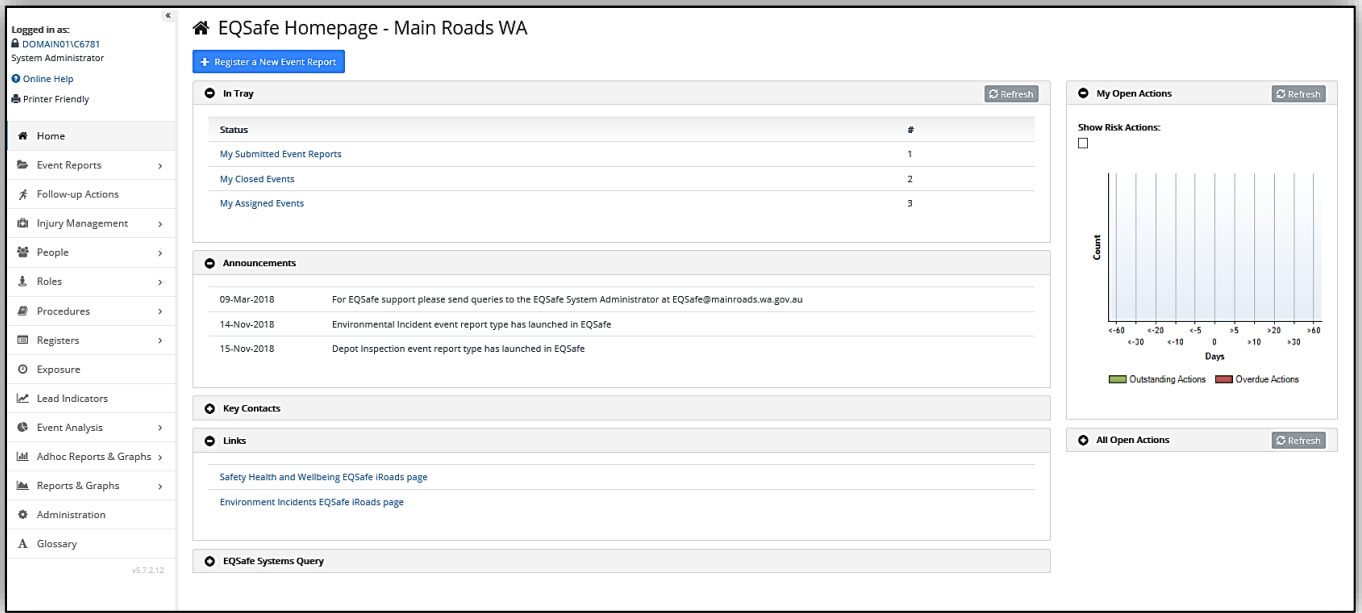 Logged in as:
DOMAIN01\C6781
System Administrator
Online Help
Printer Friendly
Home
Event Reports
Follow-up Actions
Injury Management
People
Roles
Procedures
Registers
Exposure
Lead Indicators
Event Analysis
Adhoc Reports & Graphs
Reports & Graphs
Administration
Glossary
v5.7.2.12
EQSafe Homepage - Main Roads WA
+ Register a New Event Report
In Tray Refresh
Status #
My Submitted Event Reports 1
My Closed Events 2
My Assigned Events 3
Announcements
09-Mar-2018 For EQSafe support please send queries to the EQSafe System Administrator at EQSafe@mainroads.wa.gov.au
14-Nov-2018 Environmental Incident event report type has launched in EQSafe
15-Nov-2018 Depot Inspection event report type has launched in EQSafe
Key Contacts
Links
Safety Health and Wellbeing EQSafe iRoads page
Environment Incidents EQSafe iRoads page
EQSafe Systems Query
My Open Actions Refresh
Show Risk Actions:
Count
<-60 <-20 <-5 >5 >20 >60
<-30 <-10 0 >10 >30
Days
Outstanding Actions Overdue Actions
All Open Actions Refresh